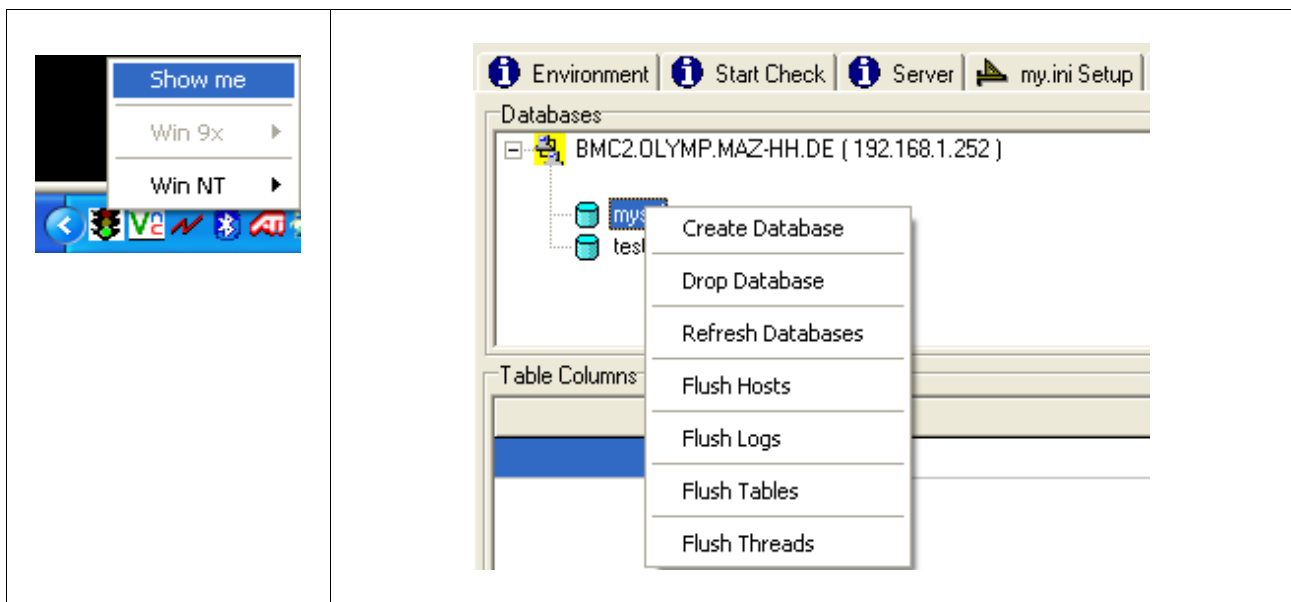 Show me
Win 9x
Win NT
Environment Start Check Server my.ini Setup
Databases
BMC2.OLYMP.MAZ-HH.DE ( 192.168.1.252 )
Create Database
Drop Database
Refresh Databases
Table Columns
Flush Hosts
Flush Logs
Flush Tables
Flush Threads